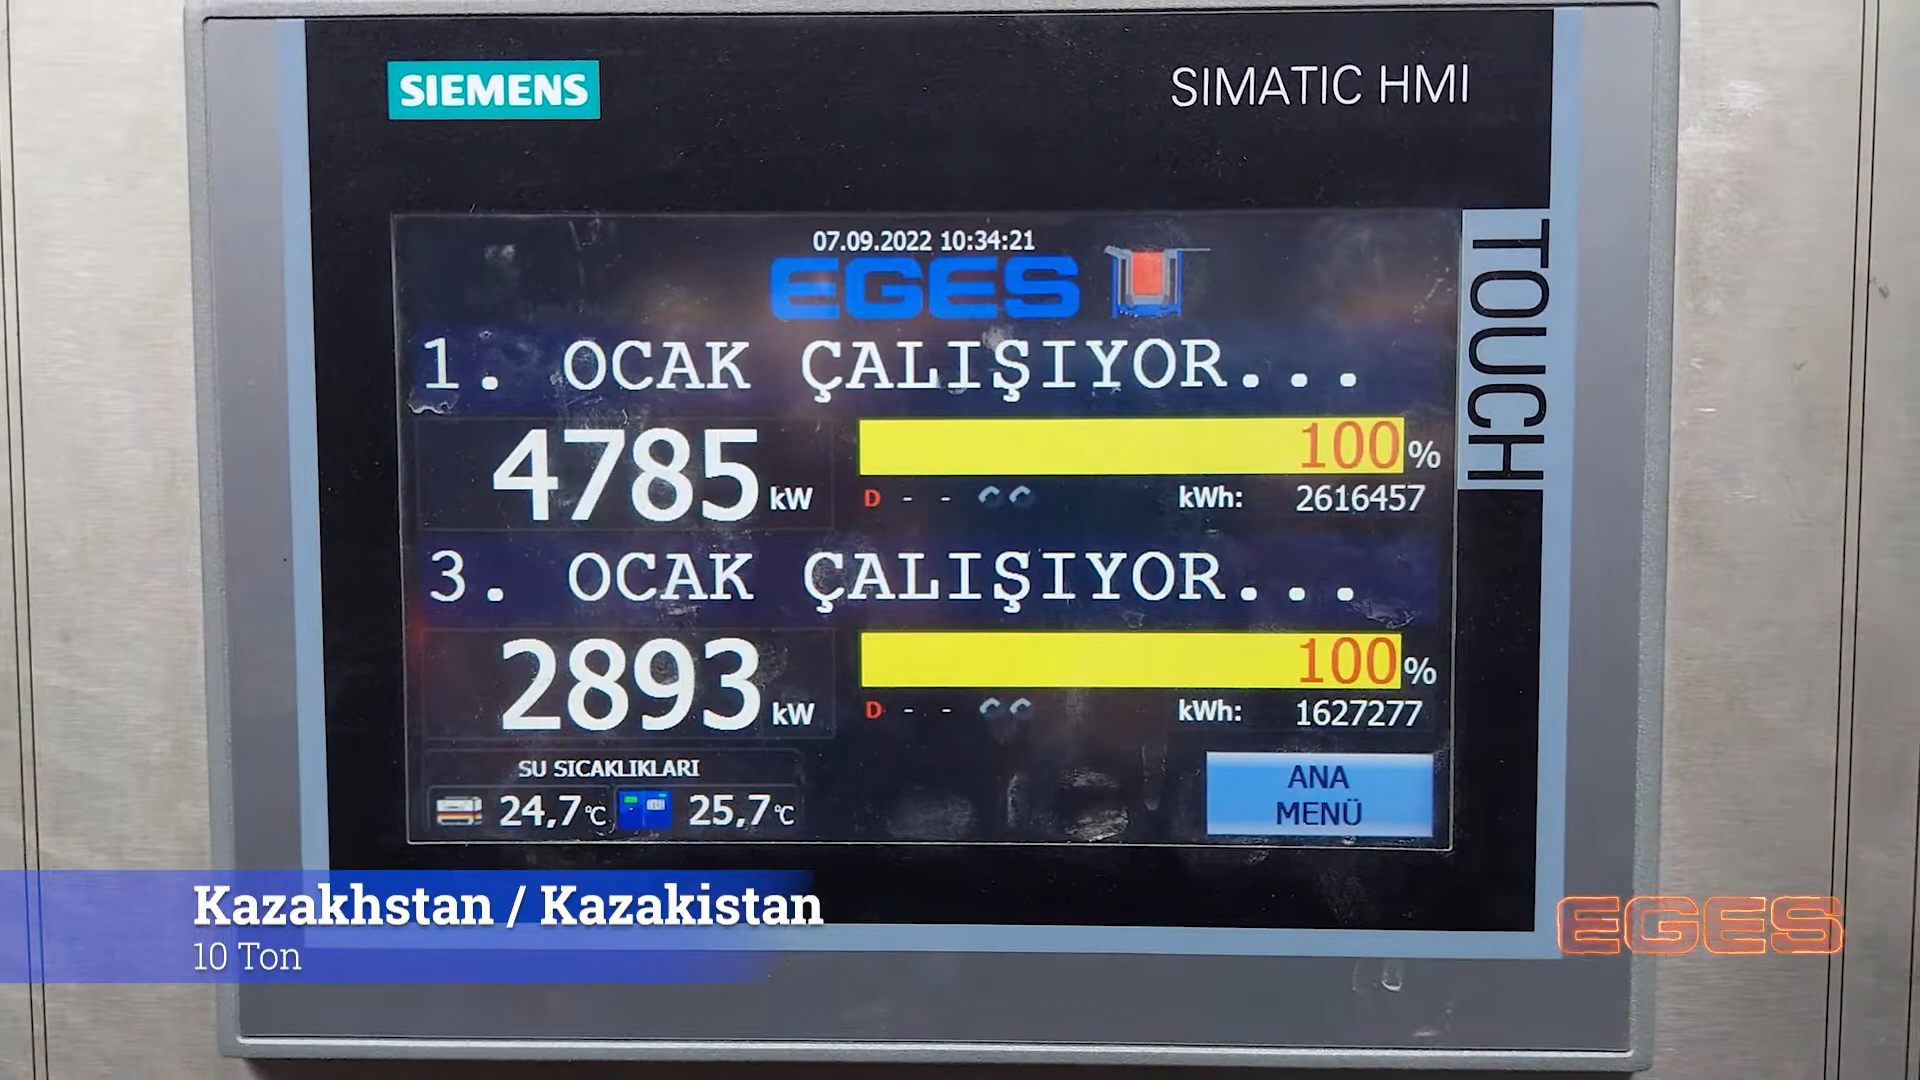 SIEMENS
SIMATIC HMI
TOUCH
07.09.2022 10:34:21
EGES
1. OCAK ÇALIŞIYOR...
4785 kW
100 %
D - -
kWh: 2616457
3. OCAK ÇALIŞIYOR...
2893 kW
100 %
D - -
kWh: 1627277
SU SICAKLIKLARI
24,7 °C 25,7 °C
ANA
MENÜ
Kazakhstan / Kazakistan
10 Ton
EGES